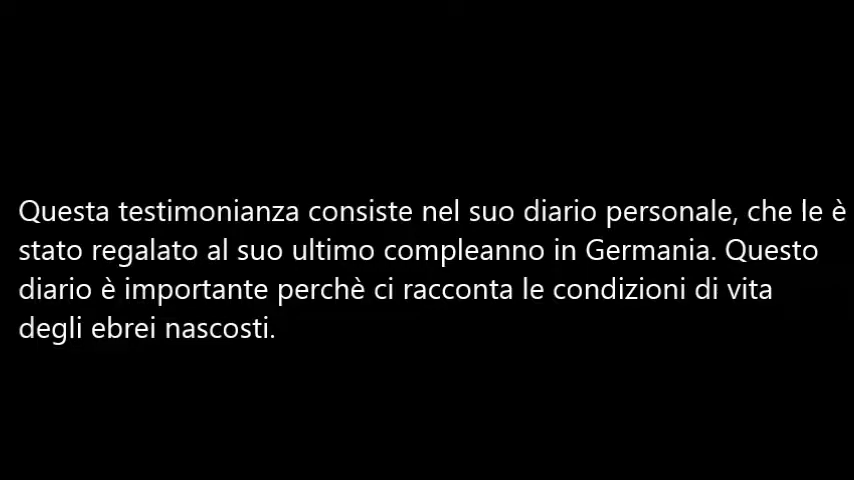 Questa testimonianza consiste nel suo diario personale, che le è
stato regalato al suo ultimo compleanno in Germania. Questo
diario è importante perchè ci racconta le condizioni di vita
degli ebrei nascosti.